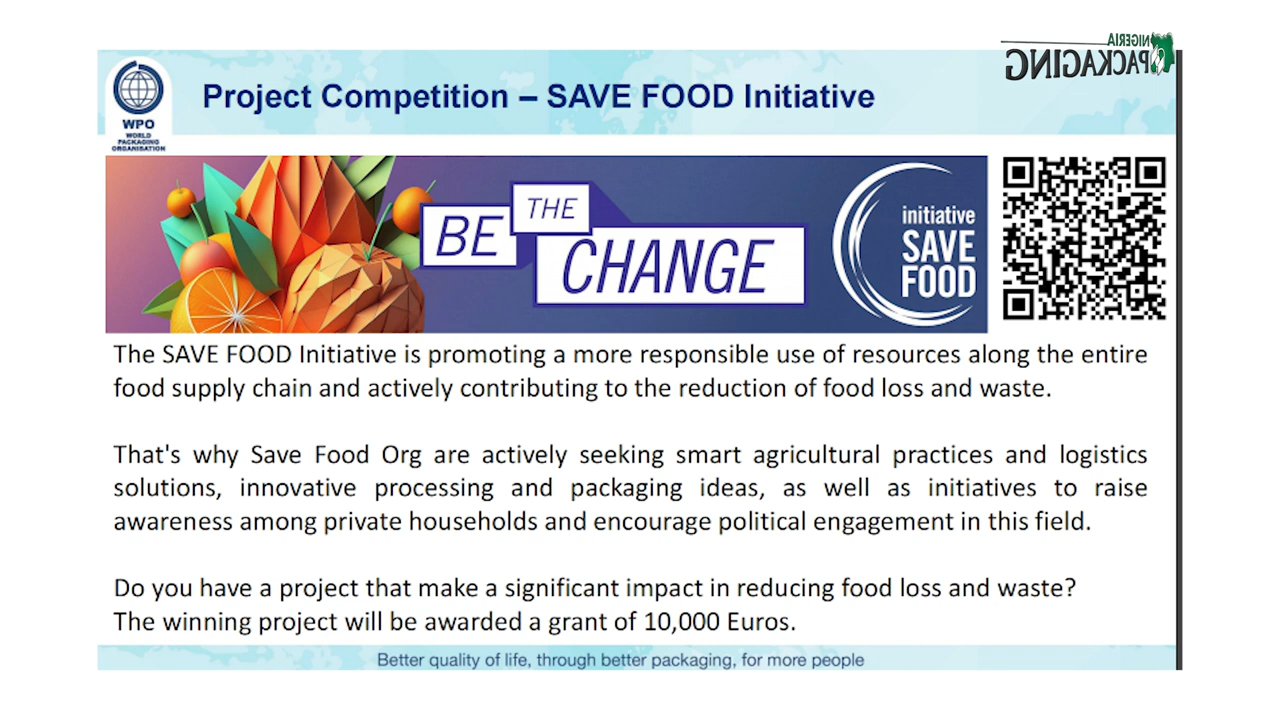 NIGERIA
PACKAGING
Project Competition – SAVE FOOD Initiative
WPO
WORLD
PACKAGING
ORGANISATION
BE THE
CHANGE
initiative
SAVE
FOOD
The SAVE FOOD Initiative is promoting a more responsible use of resources along the entire
food supply chain and actively contributing to the reduction of food loss and waste.
That's why Save Food Org are actively seeking smart agricultural practices and logistics
solutions, innovative processing and packaging ideas, as well as initiatives to raise
awareness among private households and encourage political engagement in this field.
Do you have a project that make a significant impact in reducing food loss and waste?
The winning project will be awarded a grant of 10,000 Euros.
Better quality of life, through better packaging, for more people